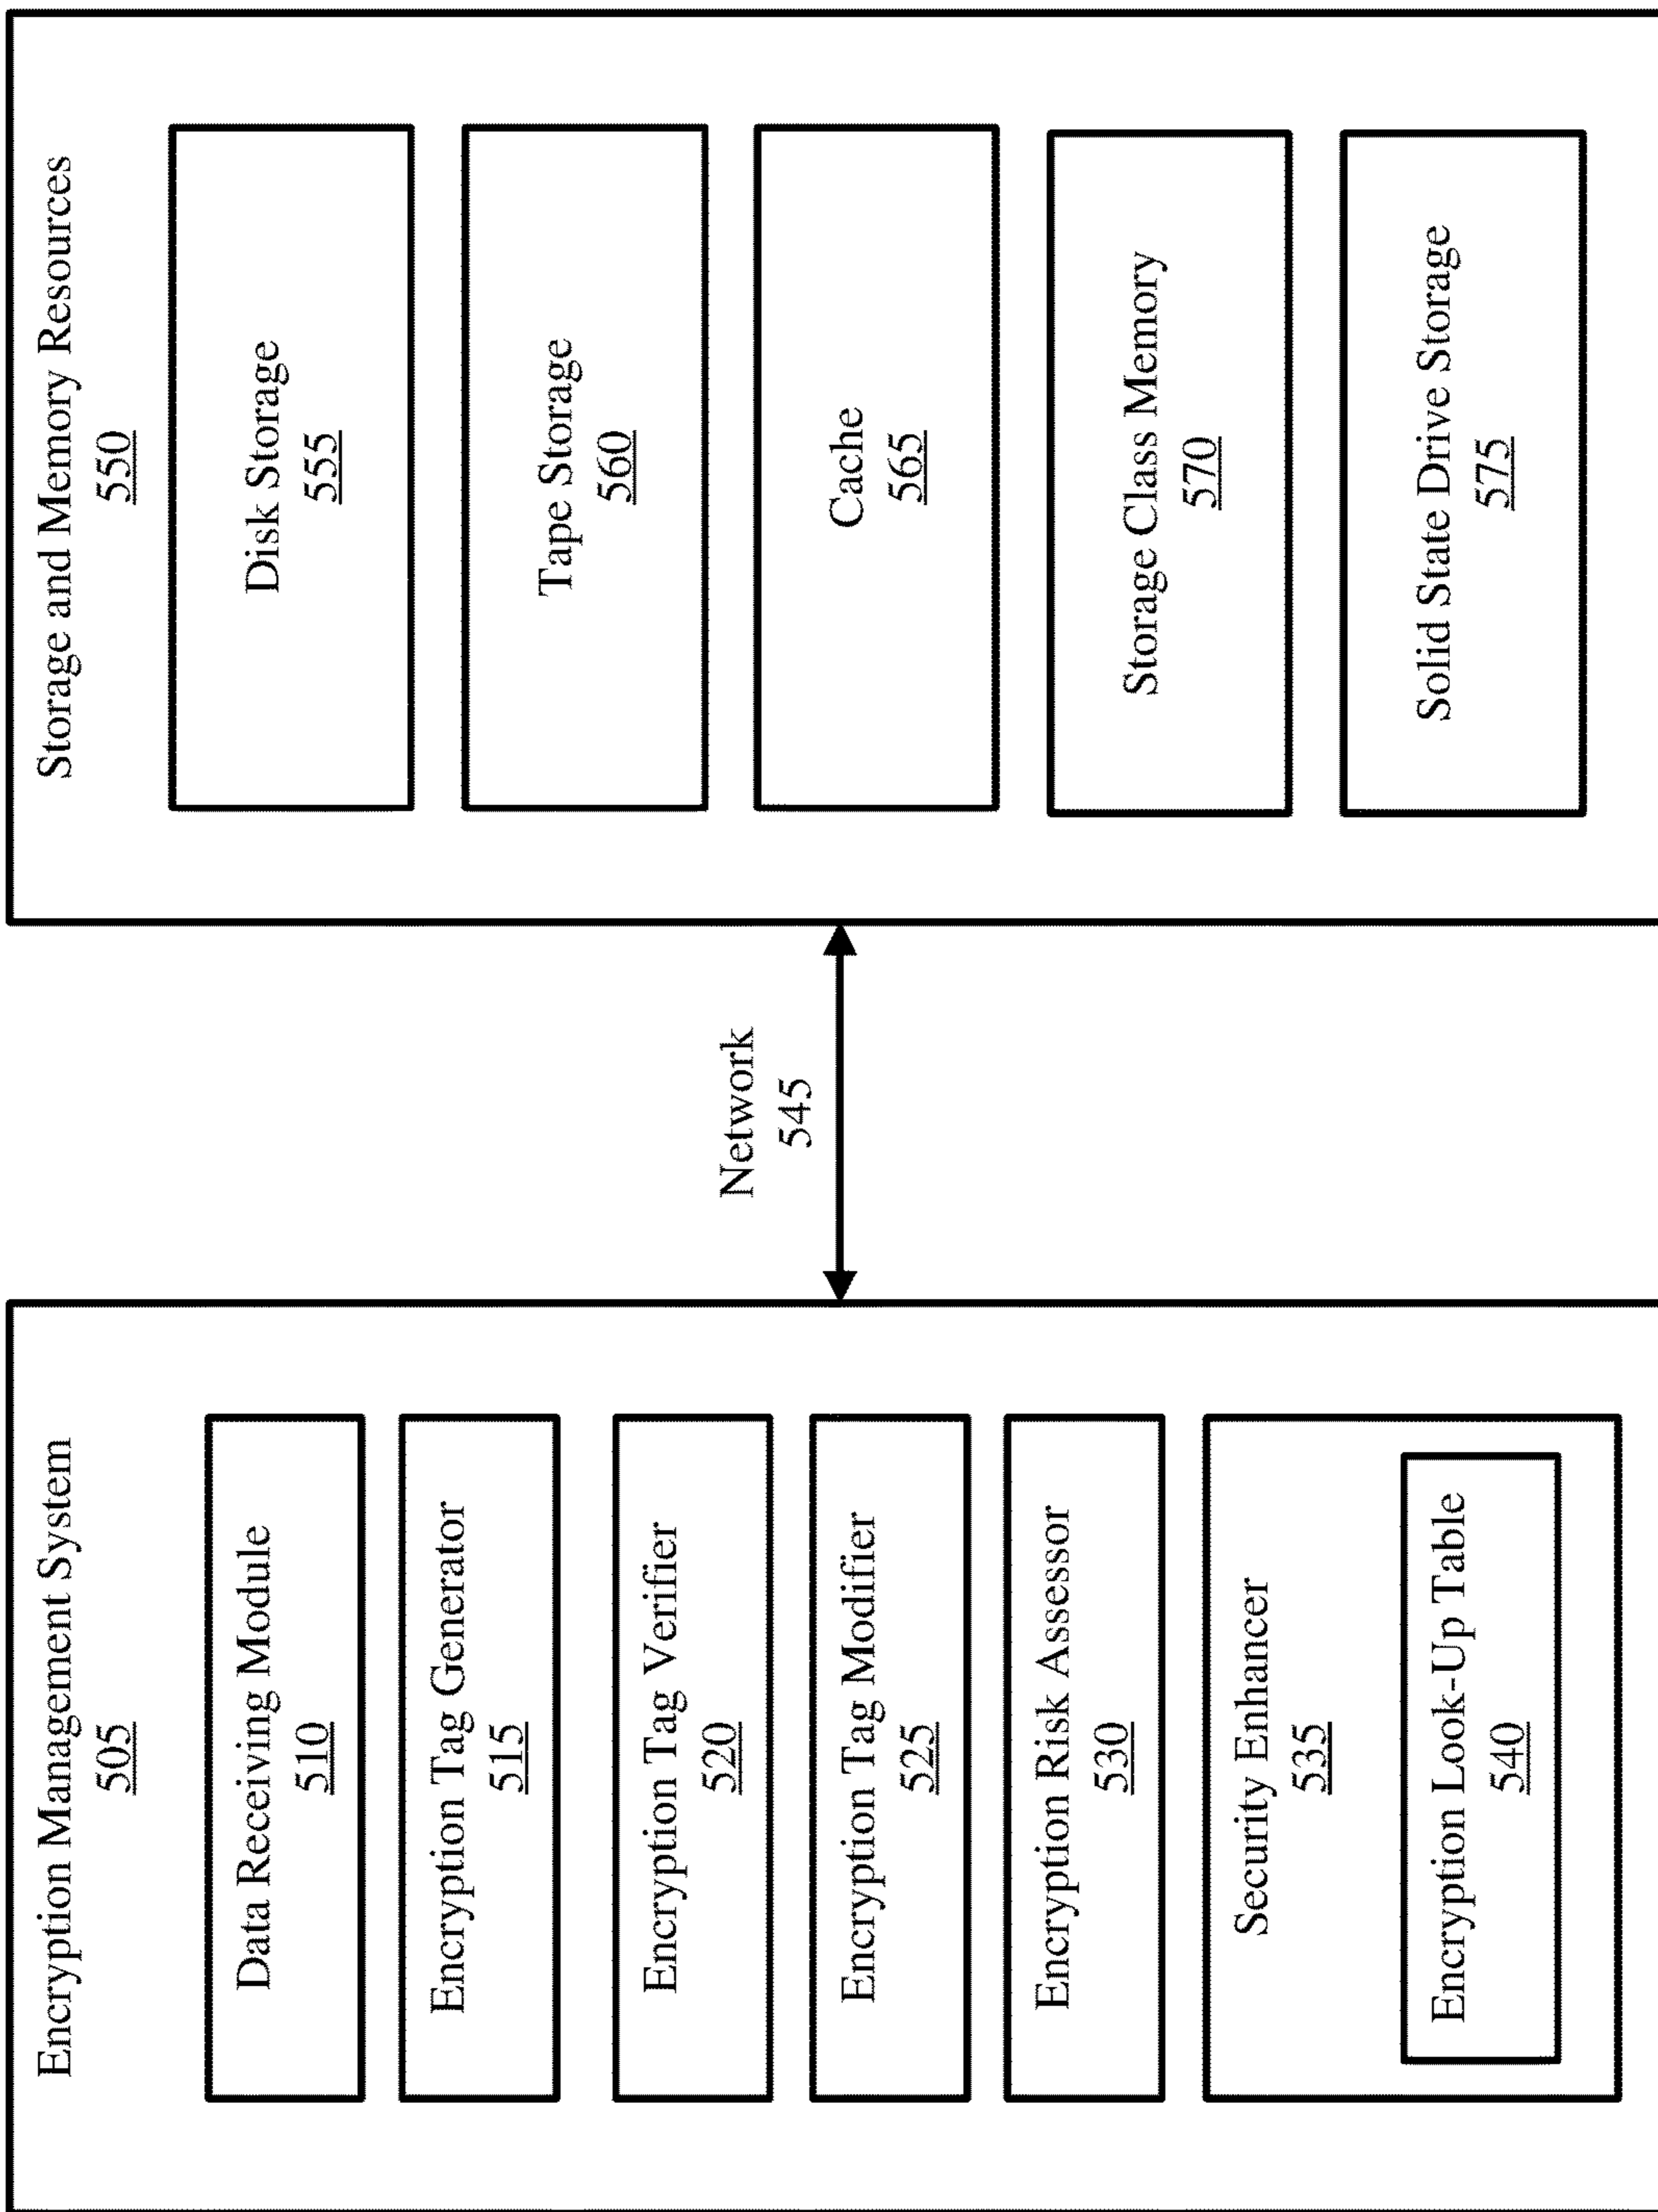 Encryption Management System
505
Data Receiving Module
510
Encryption Tag Generator
515
Encryption Tag Verifier
520
Encryption Tag Modifier
525
Encryption Risk Assessor
530
Security Enhancer
535
Encryption Look-Up Table
540
Network
545
Storage and Memory Resources
550
Disk Storage
555
Tape Storage
560
Cache
565
Storage Class Memory
570
Solid State Drive Storage
575